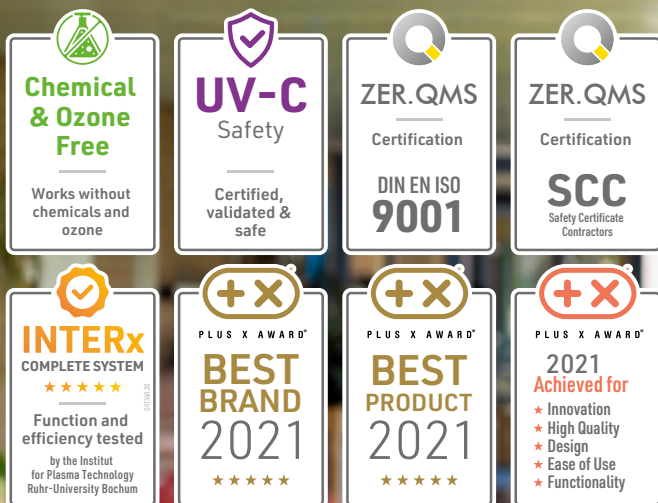 Chemical
& Ozone
Free
Works without
chemicals and
ozone
UV-C
Safety
Certified,
validated &
safe
ZER.QMS
Certification
DIN EN ISO
9001
ZER.QMS
Certification
SCC
Safety Certificate
Contractors
INTERx
COMPLETE SYSTEM
Function and
efficiency tested
by the Institut
for Plasma Technology
Ruhr-University Bochum
PLUS X AWARD®
BEST
BRAND
2021
PLUS X AWARD®
BEST
PRODUCT
2021
PLUS X AWARD®
2021
Achieved for
Innovation
High Quality
Design
Ease of Use
Functionality